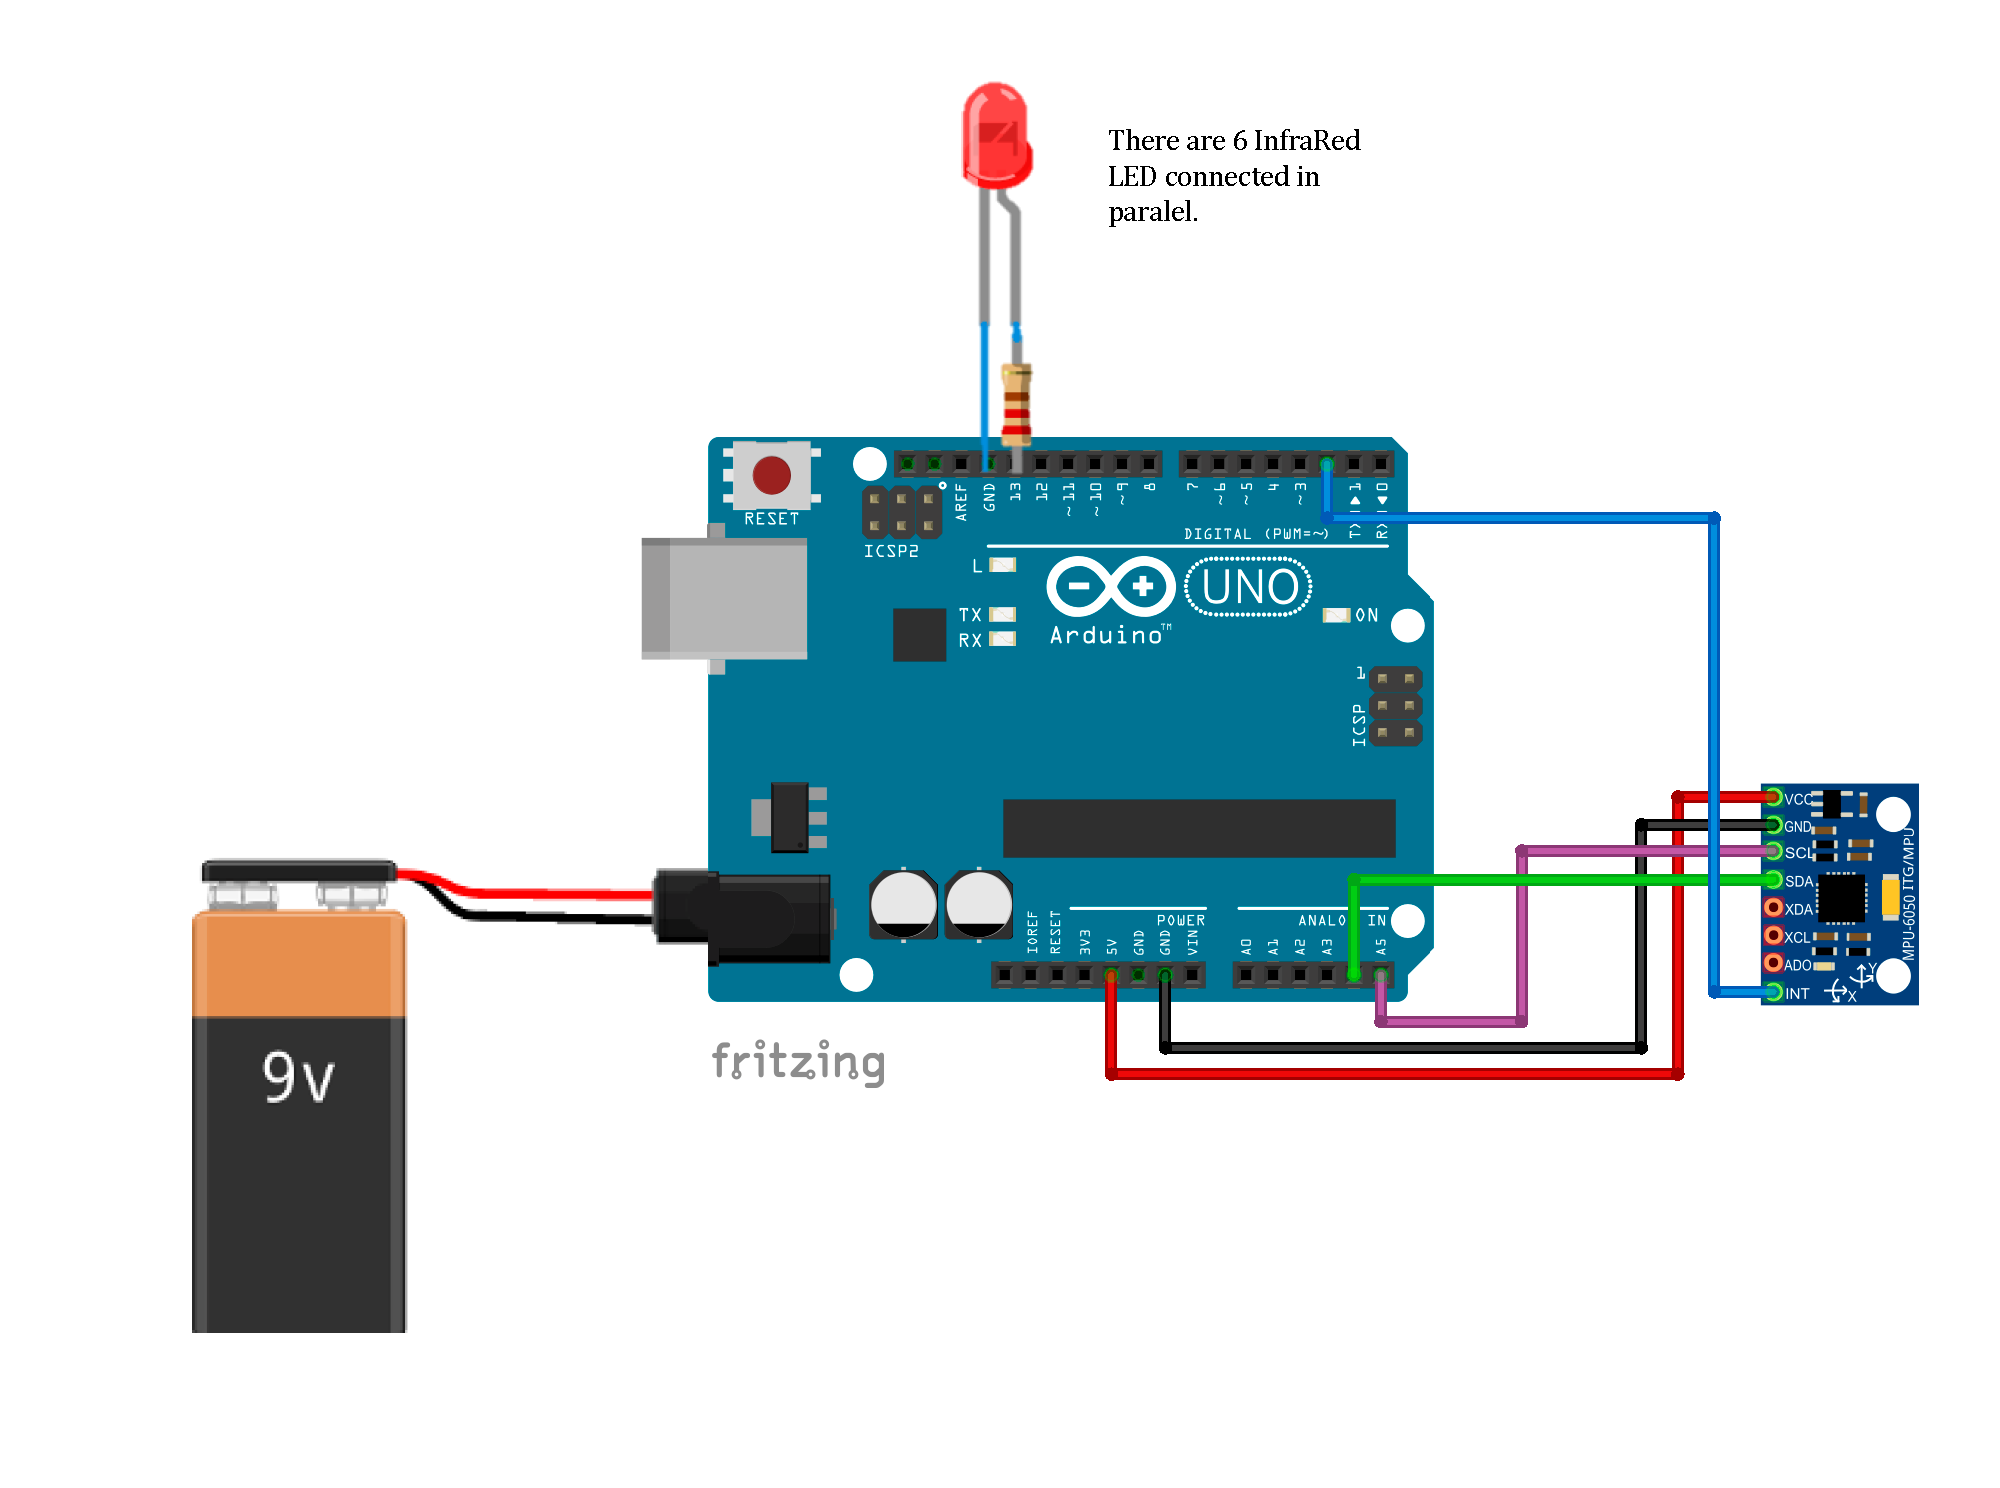 There are 6 InfraRed
LED connected in
paralel.
RESET
ICSP2
AREF
GND
13
12
~11
~10
~9
8
7
~6
~5
4
~3
TX 1
RX 0
DIGITAL (PWM=~)
L
TX
RX
Arduino™
UNO
ON
1
ICSP
IOREF
RESET
3V3
5V
GND
GND
VIN
POWER
A0
A1
A2
A3
A5
ANALO IN
VCC
GND
SCL
SDA
XDA
XCL
ADO
INT
MPU-6050 ITG/MPU
Y
X
fritzing
9v